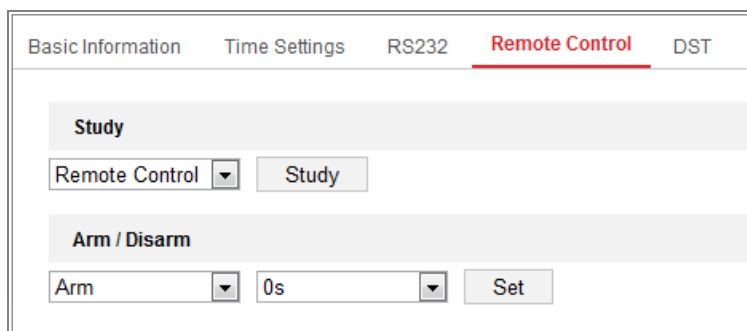 Basic Information Time Settings RS232 Remote Control DST
Study
Remote Control Study
Arm / Disarm
Arm 0s Set